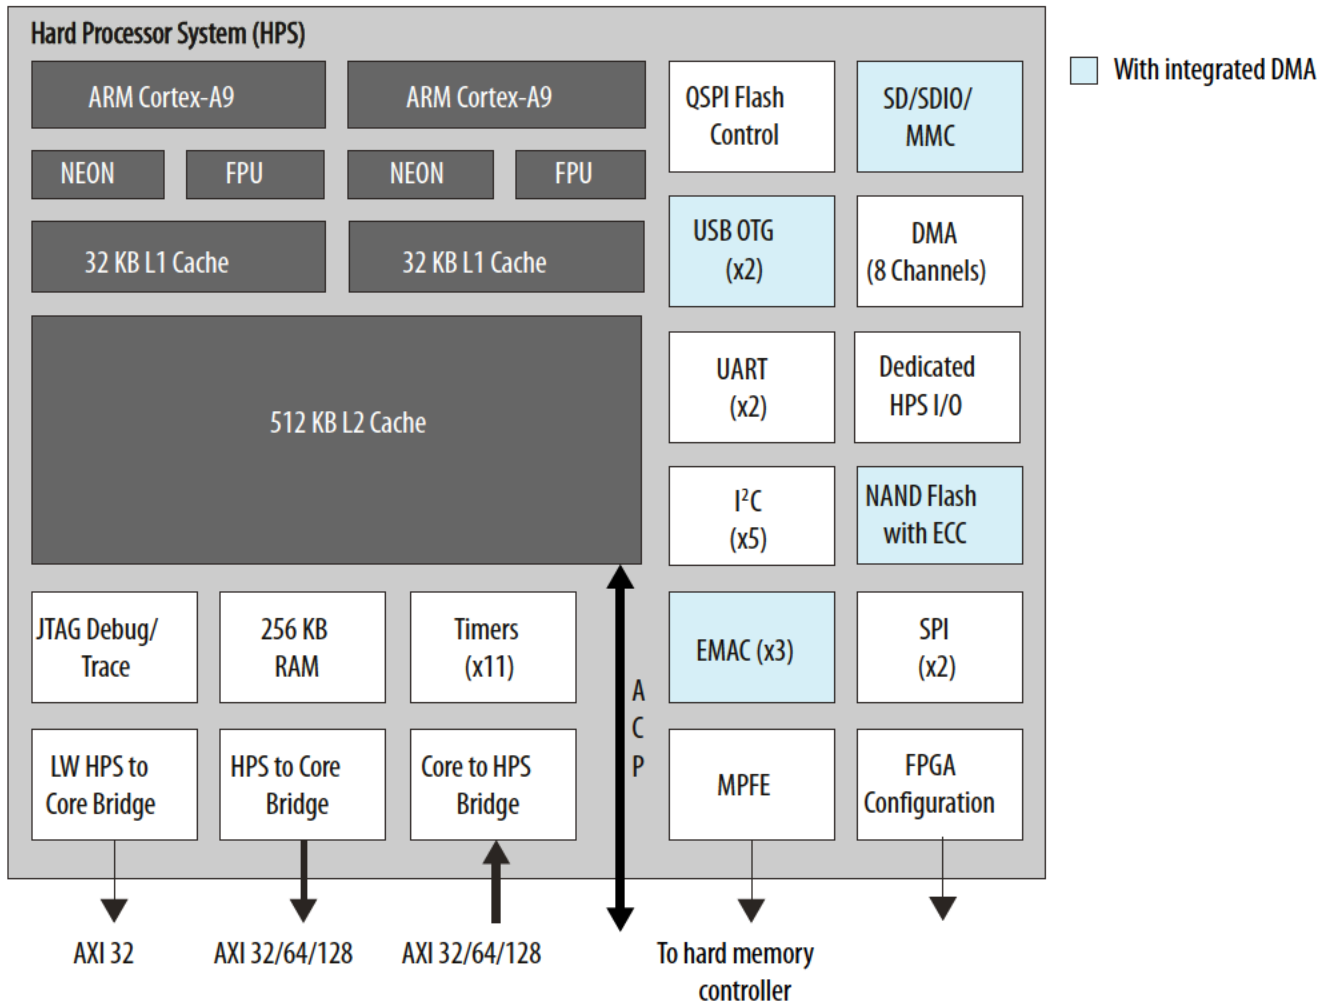 Hard Processor System (HPS)
With integrated DMA
ARM Cortex-A9
ARM Cortex-A9
QSPI Flash
Control
SD/SDIO/
MMC
NEON
FPU
NEON
FPU
32 KB L1 Cache
32 KB L1 Cache
USB OTG
(x2)
DMA
(8 Channels)
512 KB L2 Cache
UART
(x2)
Dedicated
HPS I/O
I²C
(x5)
NAND Flash
with ECC
JTAG Debug/
Trace
256 KB
RAM
Timers
(x11)
A
C
P
EMAC (x3)
SPI
(x2)
LW HPS to
Core Bridge
HPS to Core
Bridge
Core to HPS
Bridge
MPFE
FPGA
Configuration
AXI 32
AXI 32/64/128
AXI 32/64/128
To hard memory
controller